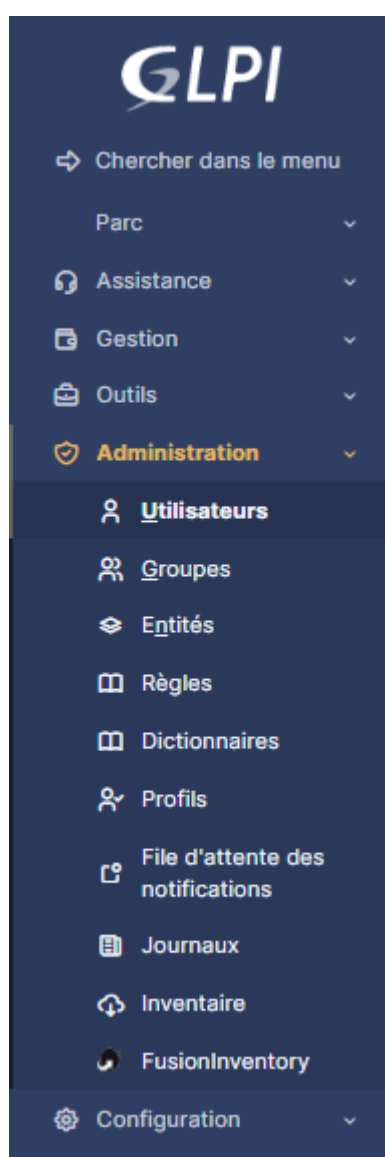 GLPI
Chercher dans le menu
Parc
Assistance
Gestion
Outils
Administration
Utilisateurs
Groupes
Entités
Règles
Dictionnaires
Profils
File d'attente des
notifications
Journaux
Inventaire
FusionInventory
Configuration